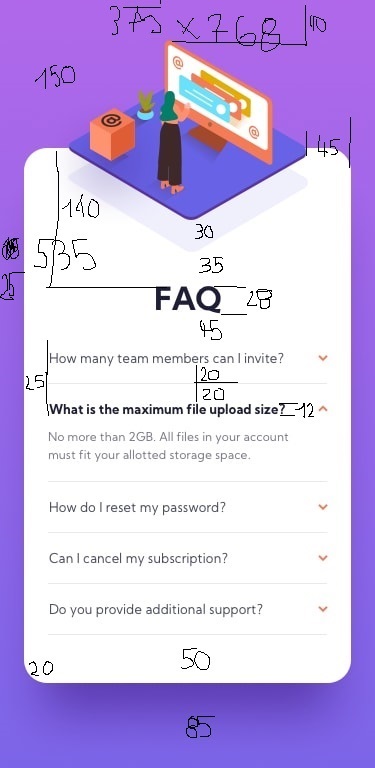 375 x 768 40
150
45
140
30
535
35
25
FAQ 28
45
How many team members can I invite?
20
25
20
What is the maximum file upload size? 12
No more than 2GB. All files in your account
must fit your allotted storage space.
How do I reset my password?
Can I cancel my subscription?
Do you provide additional support?
50
20
85